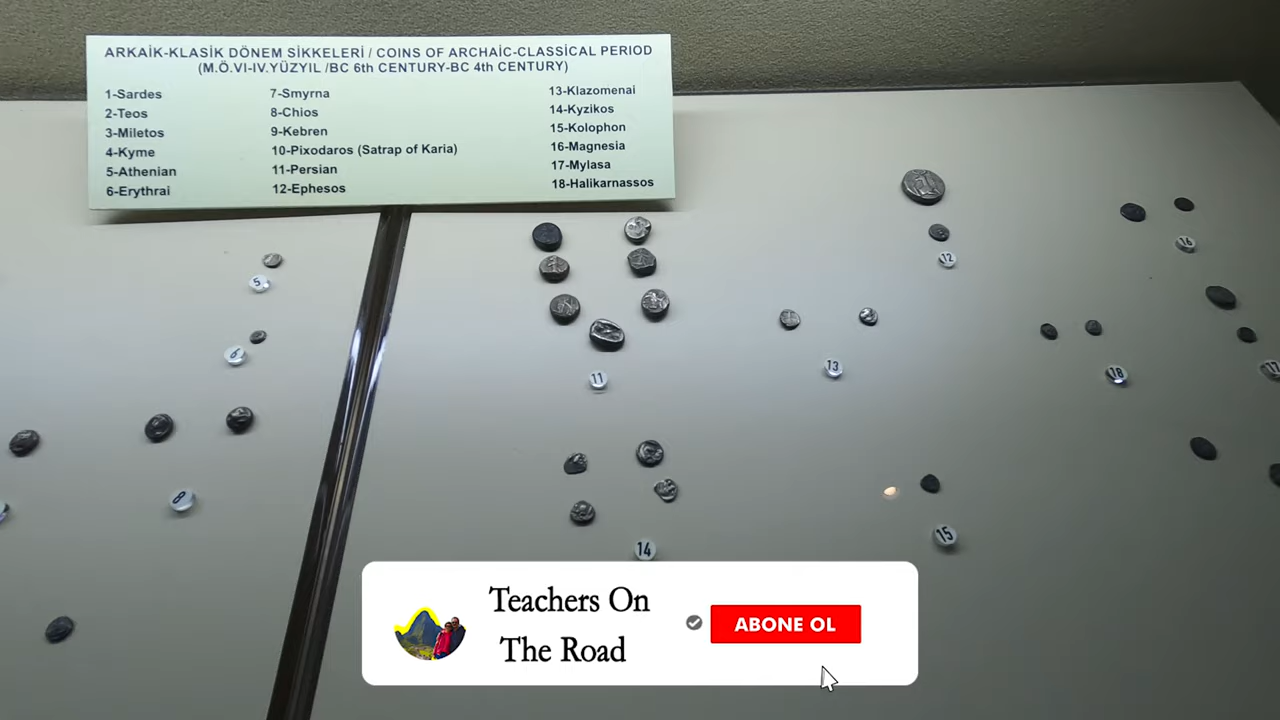 ARKAİK-KLASİK DÖNEM SİKKELERİ / COINS OF ARCHAİC-CLASSİCAL PERIOD
(M.Ö.VI-IV.YÜZYIL /BC 6th CENTURY-BC 4th CENTURY)
1-Sardes
2-Teos
3-Miletos
4-Kyme
5-Athenian
6-Erythrai
7-Smyrna
8-Chios
9-Kebren
10-Pixodaros (Satrap of Karia)
11-Persian
12-Ephesos
13-Klazomenai
14-Kyzikos
15-Kolophon
16-Magnesia
17-Mylasa
18-Halikarnassos
5
6
8
11
14
13
12
15
16
18
17
Teachers On
The Road
ABONE OL